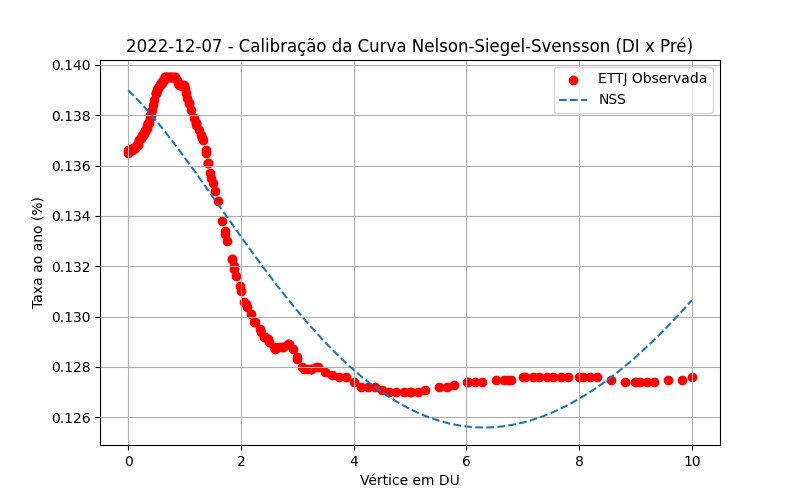 2022-12-07 - Calibração da Curva Nelson-Siegel-Svensson (DI x Pré)
ETTJ Observada
NSS
Taxa ao ano (%)
0.140
0.138
0.136
0.134
0.132
0.130
0.128
0.126
0 2 4 6 8 10
Vértice em DU